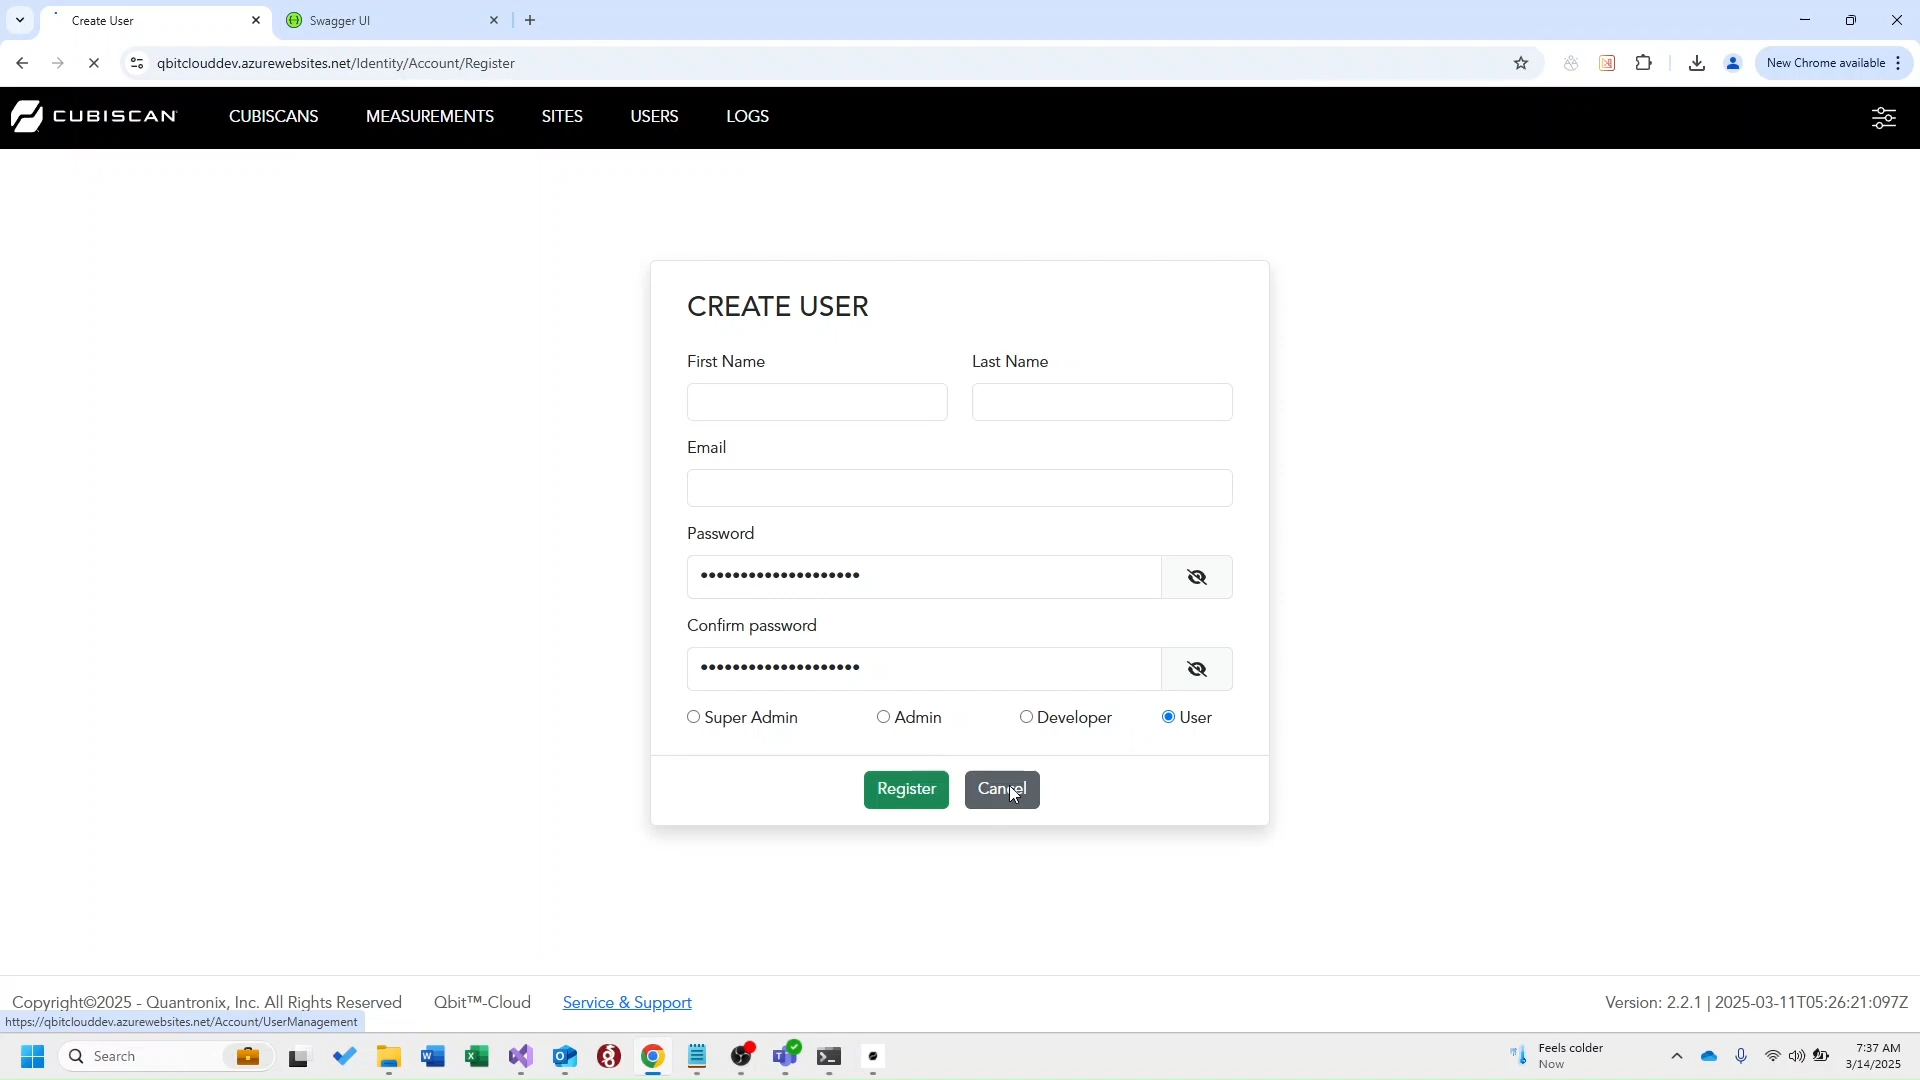 Create User
Swagger UI
qbitclouddev.azurewebsites.net/Identity/Account/Register
New Chrome available
CUBISCAN
CUBISCANS
MEASUREMENTS
SITES
USERS
LOGS
CREATE USER
First Name
Last Name
Email
Password
••••••••••••••••••••
Confirm password
••••••••••••••••••••
Super Admin
Admin
Developer
User
Register
Cancel
Copyright©2025 - Quantronix, Inc. All Rights Reserved
Qbit™-Cloud
Service & Support
Version: 2.2.1 | 2025-03-11T05:26:21:097Z
https://qbitclouddev.azurewebsites.net/Account/UserManagement
Search
Feels colder
Now
7:37 AM
3/14/2025